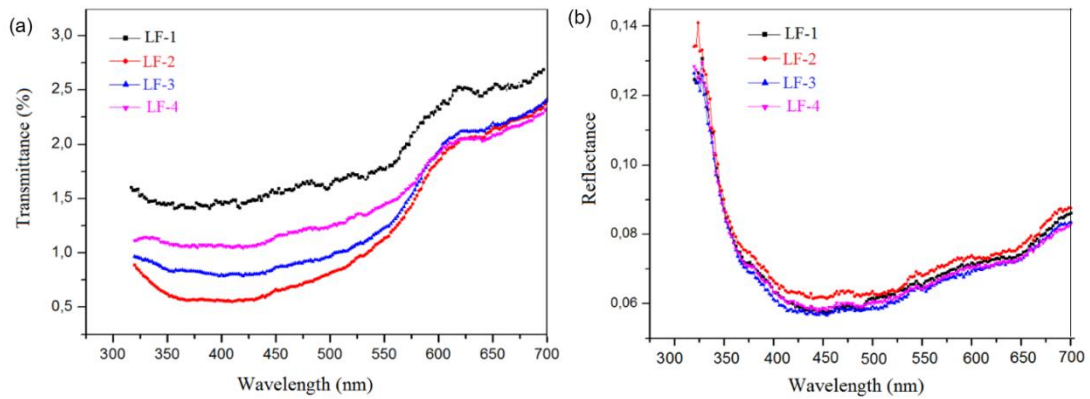 (a)
3,0
2,5
2,0
1,5
1,0
0,5
Transmittance (%)
LF-1
LF-2
LF-3
LF-4
300 350 400 450 500 550 600 650 700
Wavelength (nm)
(b)
0,14
0,12
0,10
0,08
0,06
Reflectance
LF-1
LF-2
LF-3
LF-4
300 350 400 450 500 550 600 650 700
Wavelength (nm)